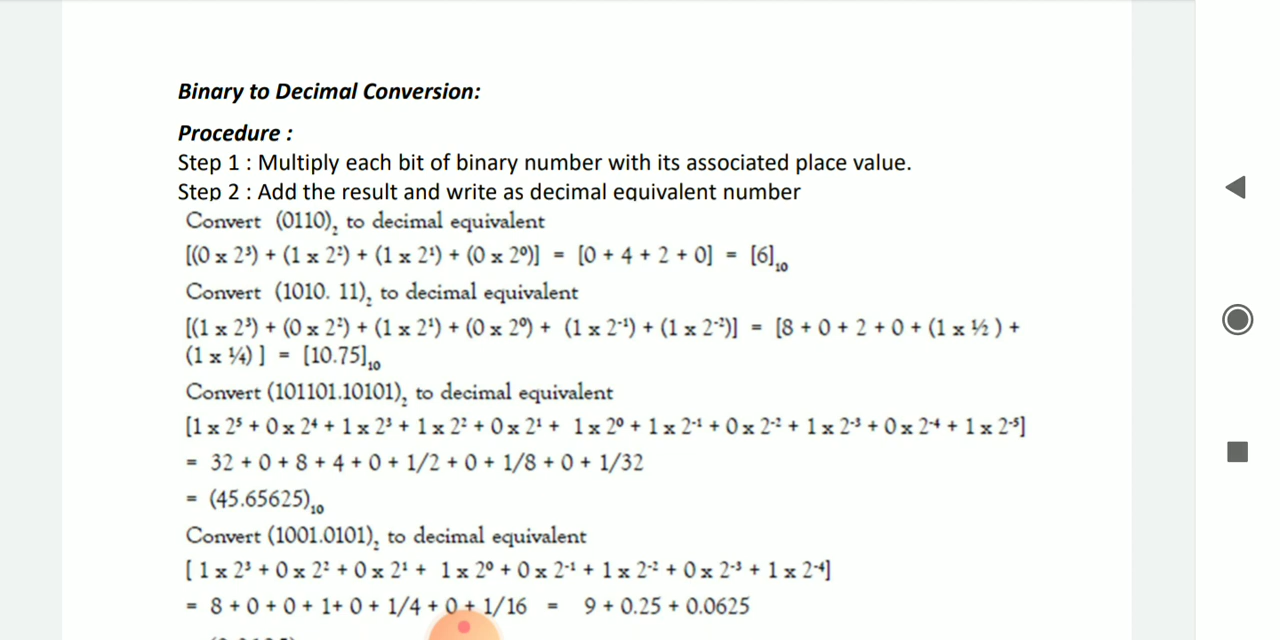 Binary to Decimal Conversion:
Procedure :
Step 1 : Multiply each bit of binary number with its associated place value.
Step 2 : Add the result and write as decimal equivalent number
Convert (0110)₂ to decimal equivalent
[(0 x 2³) + (1 x 2²) + (1 x 2¹) + (0 x 2⁰)] = [0 + 4 + 2 + 0] = [6]₁₀
Convert (1010. 11)₂ to decimal equivalent
[(1 x 2³) + (0 x 2²) + (1 x 2¹) + (0 x 2⁰) + (1 x 2⁻¹) + (1 x 2⁻²)] = [8 + 0 + 2 + 0 + (1 x ½ ) +
(1 x ¼) ] = [10.75]₁₀
Convert (101101.10101)₂ to decimal equivalent
[1 x 2⁵ + 0 x 2⁴ + 1 x 2³ + 1 x 2² + 0 x 2¹ + 1 x 2⁰ + 1 x 2⁻¹ + 0 x 2⁻² + 1 x 2⁻³ + 0 x 2⁻⁴ + 1 x 2⁻⁵]
= 32 + 0 + 8 + 4 + 0 + 1/2 + 0 + 1/8 + 0 + 1/32
= (45.65625)₁₀
Convert (1001.0101)₂ to decimal equivalent
[ 1 x 2³ + 0 x 2² + 0 x 2¹ + 1 x 2⁰ + 0 x 2⁻¹ + 1 x 2⁻² + 0 x 2⁻³ + 1 x 2⁻⁴]
= 8 + 0 + 0 + 1+ 0 + 1/4 + 0 + 1/16 = 9 + 0.25 + 0.0625